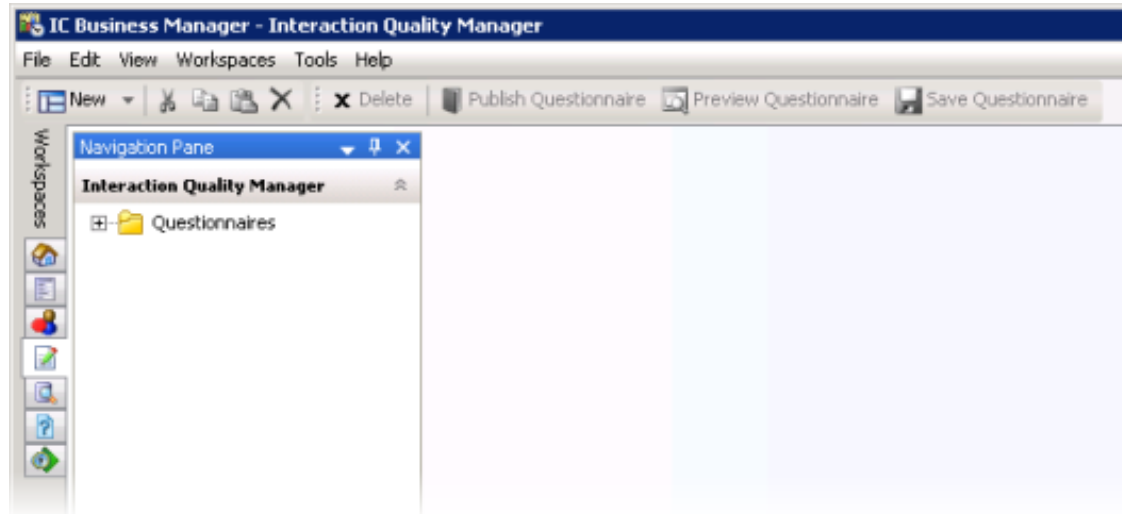 IC Business Manager - Interaction Quality Manager
File Edit View Workspaces Tools Help
New Delete Publish Questionnaire Preview Questionnaire Save Questionnaire
Workspaces
Navigation Pane
Interaction Quality Manager
Questionnaires